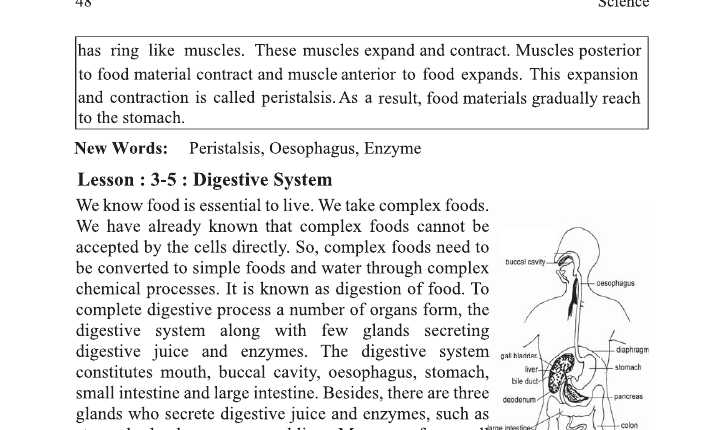 48 Science
has ring like muscles. These muscles expand and contract. Muscles posterior
to food material contract and muscle anterior to food expands. This expansion
and contraction is called peristalsis. As a result, food materials gradually reach
to the stomach.
New Words: Peristalsis, Oesophagus, Enzyme
Lesson : 3-5 : Digestive System
We know food is essential to live. We take complex foods.
We have already known that complex foods cannot be
accepted by the cells directly. So, complex foods need to
be converted to simple foods and water through complex
chemical processes. It is known as digestion of food. To
complete digestive process a number of organs form, the
digestive system along with few glands secreting
digestive juice and enzymes. The digestive system
constitutes mouth, buccal cavity, oesophagus, stomach,
small intestine and large intestine. Besides, there are three
glands who secrete digestive juice and enzymes, such as
buccal cavity
oesophagus
diaphragm
gall bladder
liver
stomach
bile duct
deodenum
pancreas
colon
large intestines